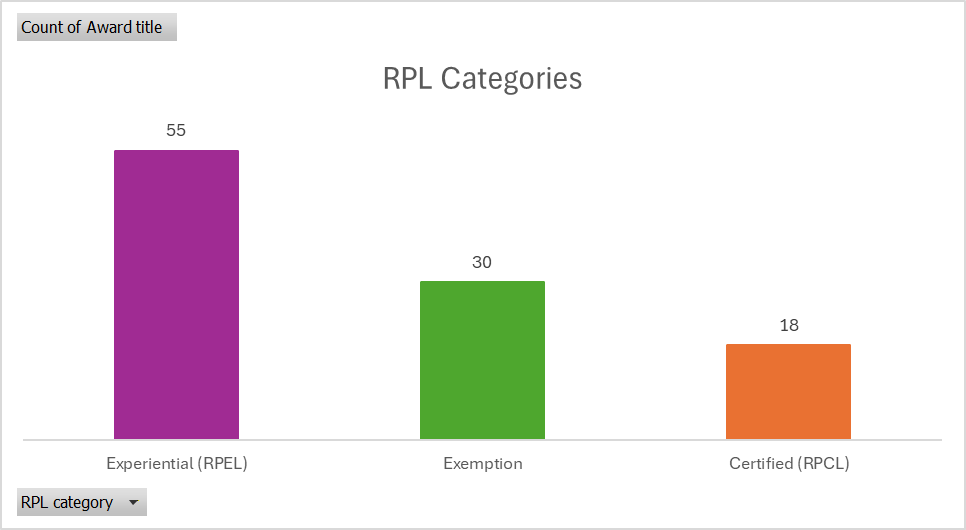 Count of Award title
RPL Categories
55
30
18
Experiential (RPEL)
Exemption
Certified (RPCL)
RPL category